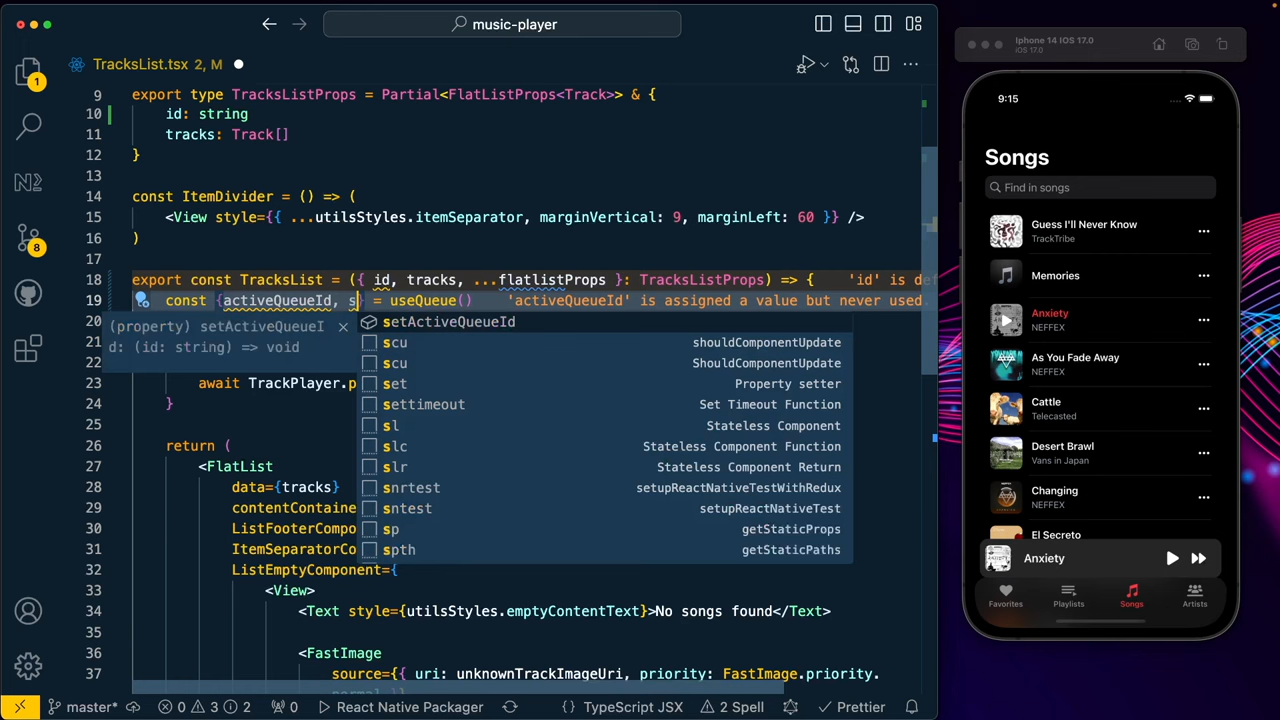 music-player
TracksList.tsx 2, M
1
8
9 export type TracksListProps = Partial<FlatListProps<Track>> & {
10 id: string
11 tracks: Track[]
12 }
13
14 const ItemDivider = () => (
15 <View style={{ ...utilsStyles.itemSeparator, marginVertical: 9, marginLeft: 60 }} />
16 )
17
18 export const TracksList = ({ id, tracks, ...flatlistProps }: TracksListProps) => { 'id' is def
19 const {activeQueueId, s} = useQueue() 'activeQueueId' is assigned a value but never used.
20
(property) setActiveQueueI
d: (id: string) => void
setActiveQueueId
scu shouldComponentUpdate
scu ShouldComponentUpdate
set Property setter
settimeout Set Timeout Function
sl Stateless Component
slc Stateless Component Function
slr Stateless Component Return
snrtest setupReactNativeTestWithRedux
sntest setupReactNativeTest
sp getStaticProps
spth getStaticPaths
23 await TrackPlayer.p
24 }
25
26 return (
27 <FlatList
28 data={tracks}
29 contentContaine
30 ListFooterCompo
31 ItemSeparatorCo
32 ListEmptyComponent={
33 <View>
34 <Text style={utilsStyles.emptyContentText}>No songs found</Text>
35
36 <FastImage
37 source={{ uri: unknownTrackImageUri, priority: FastImage.priority.
master* 0 3 2 0 React Native Packager {} TypeScript JSX 2 Spell Prettier
Iphone 14 IOS 17.0
iOS 17.0
9:15
Songs
Find in songs
Guess I'll Never Know
TrackTribe
Memories
Anxiety
NEFFEX
As You Fade Away
NEFFEX
Cattle
Telecasted
Desert Brawl
Vans in Japan
Changing
NEFFEX
El Secreto
Anxiety
Favorites Playlists Songs Artists